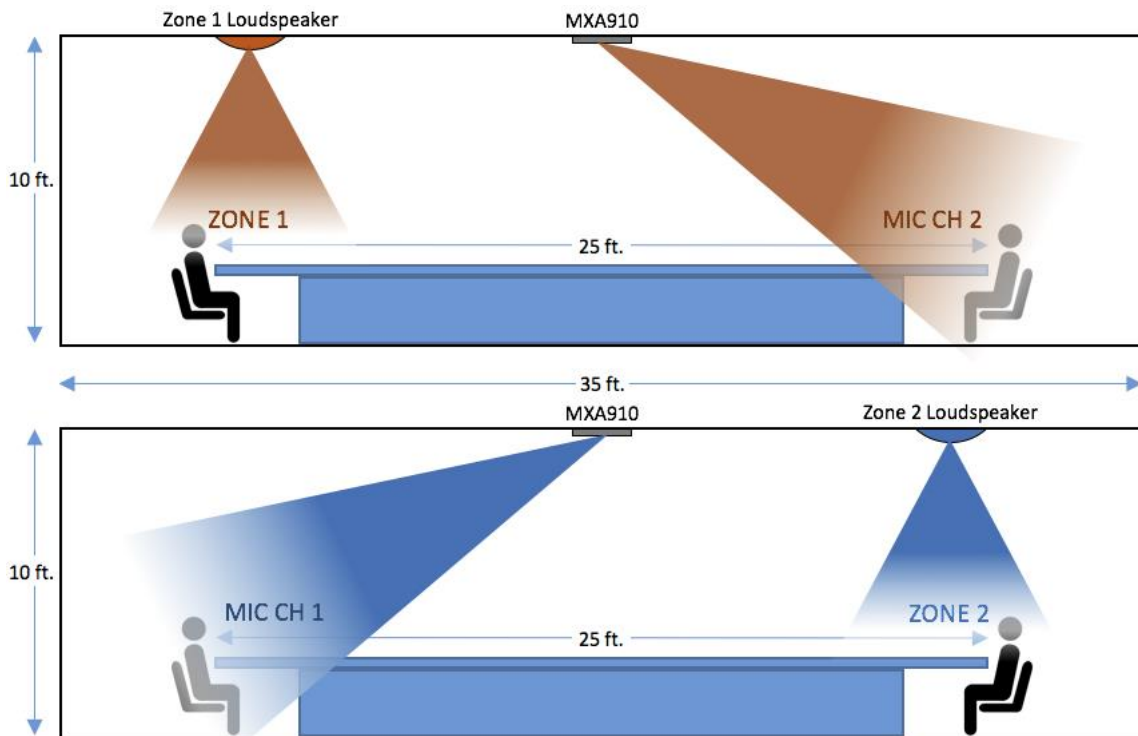 Zone 1 Loudspeaker
MXA910
10 ft.
ZONE 1
MIC CH 2
25 ft.
35 ft.
MXA910
Zone 2 Loudspeaker
10 ft.
MIC CH 1
ZONE 2
25 ft.